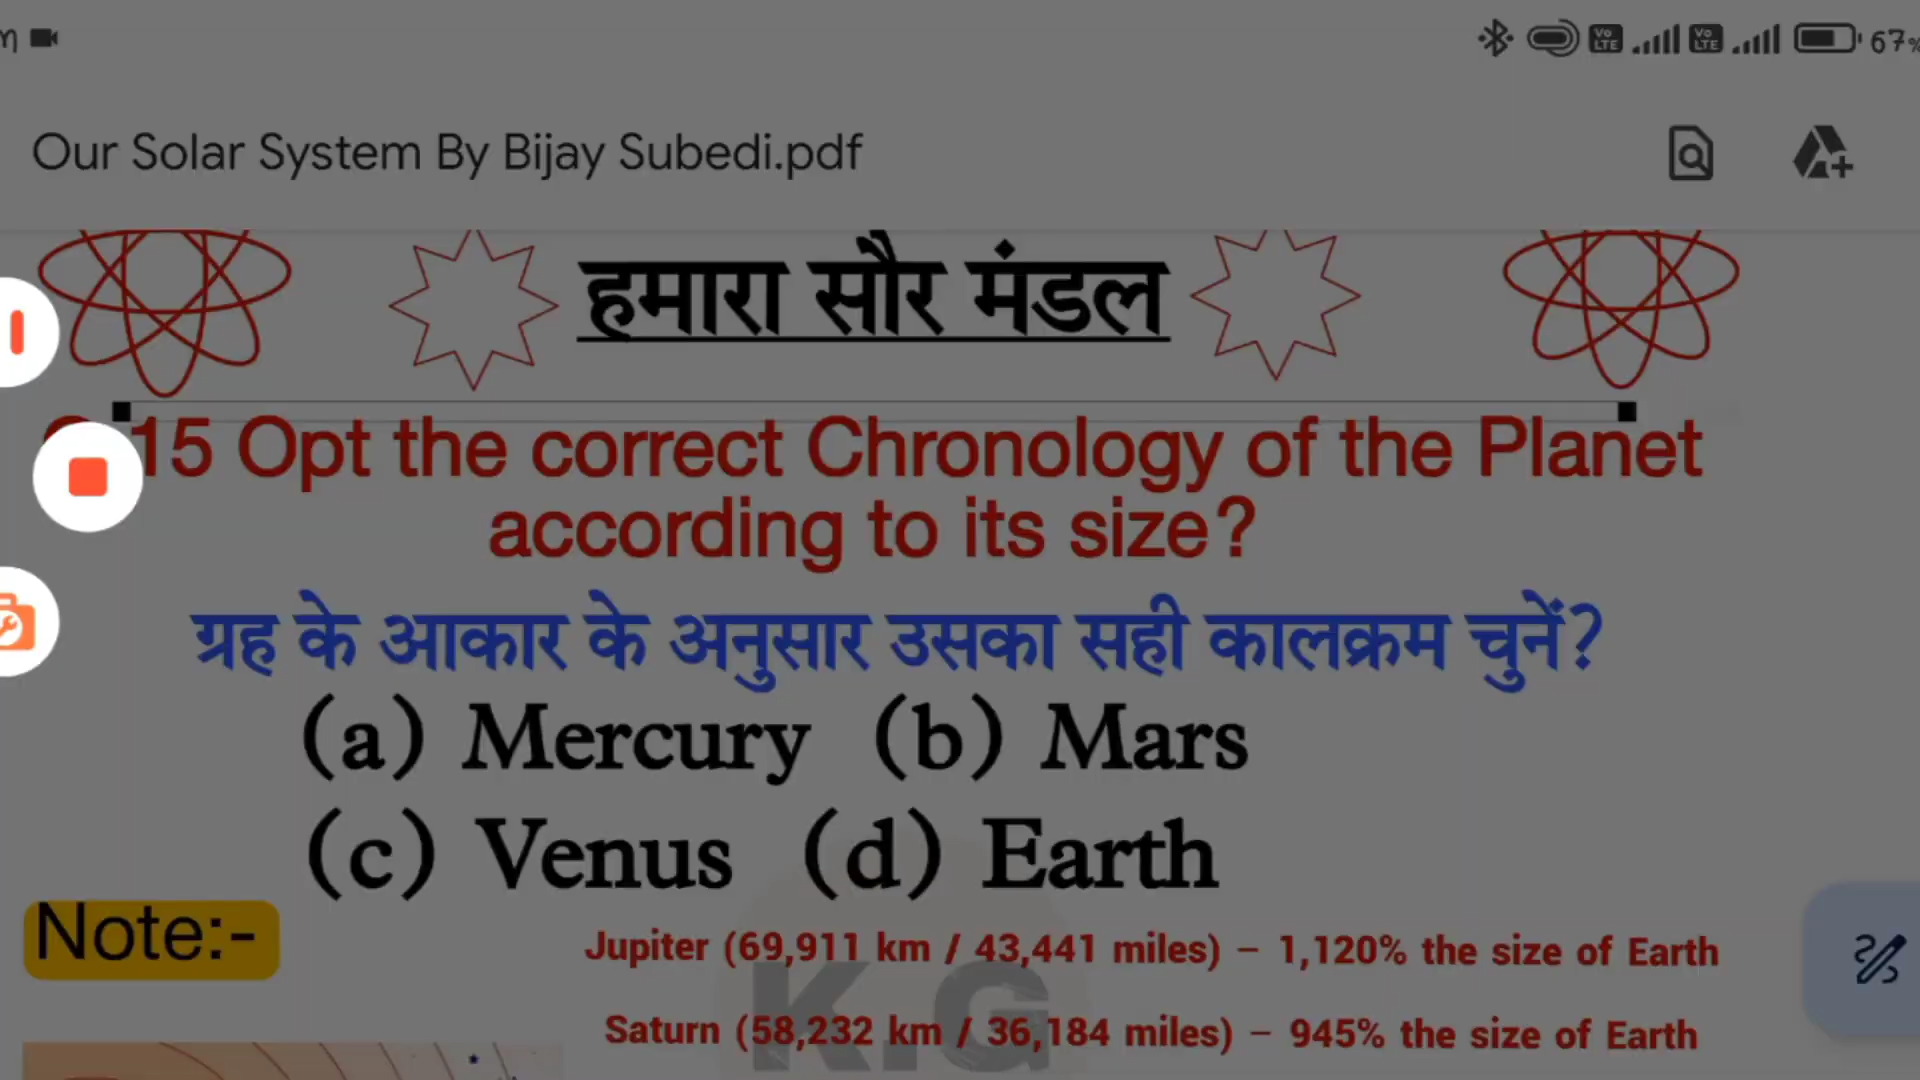 67%
Our Solar System By Bijay Subedi.pdf
हमारा सौर मंडल
15 Opt the correct Chronology of the Planet
according to its size?
ग्रह के आकार के अनुसार उसका सही कालक्रम चुनें?
(a) Mercury (b) Mars
(c) Venus (d) Earth
Note:-
Jupiter (69,911 km / 43,441 miles) – 1,120% the size of Earth
Saturn (58,232 km / 36,184 miles) – 945% the size of Earth
K.G